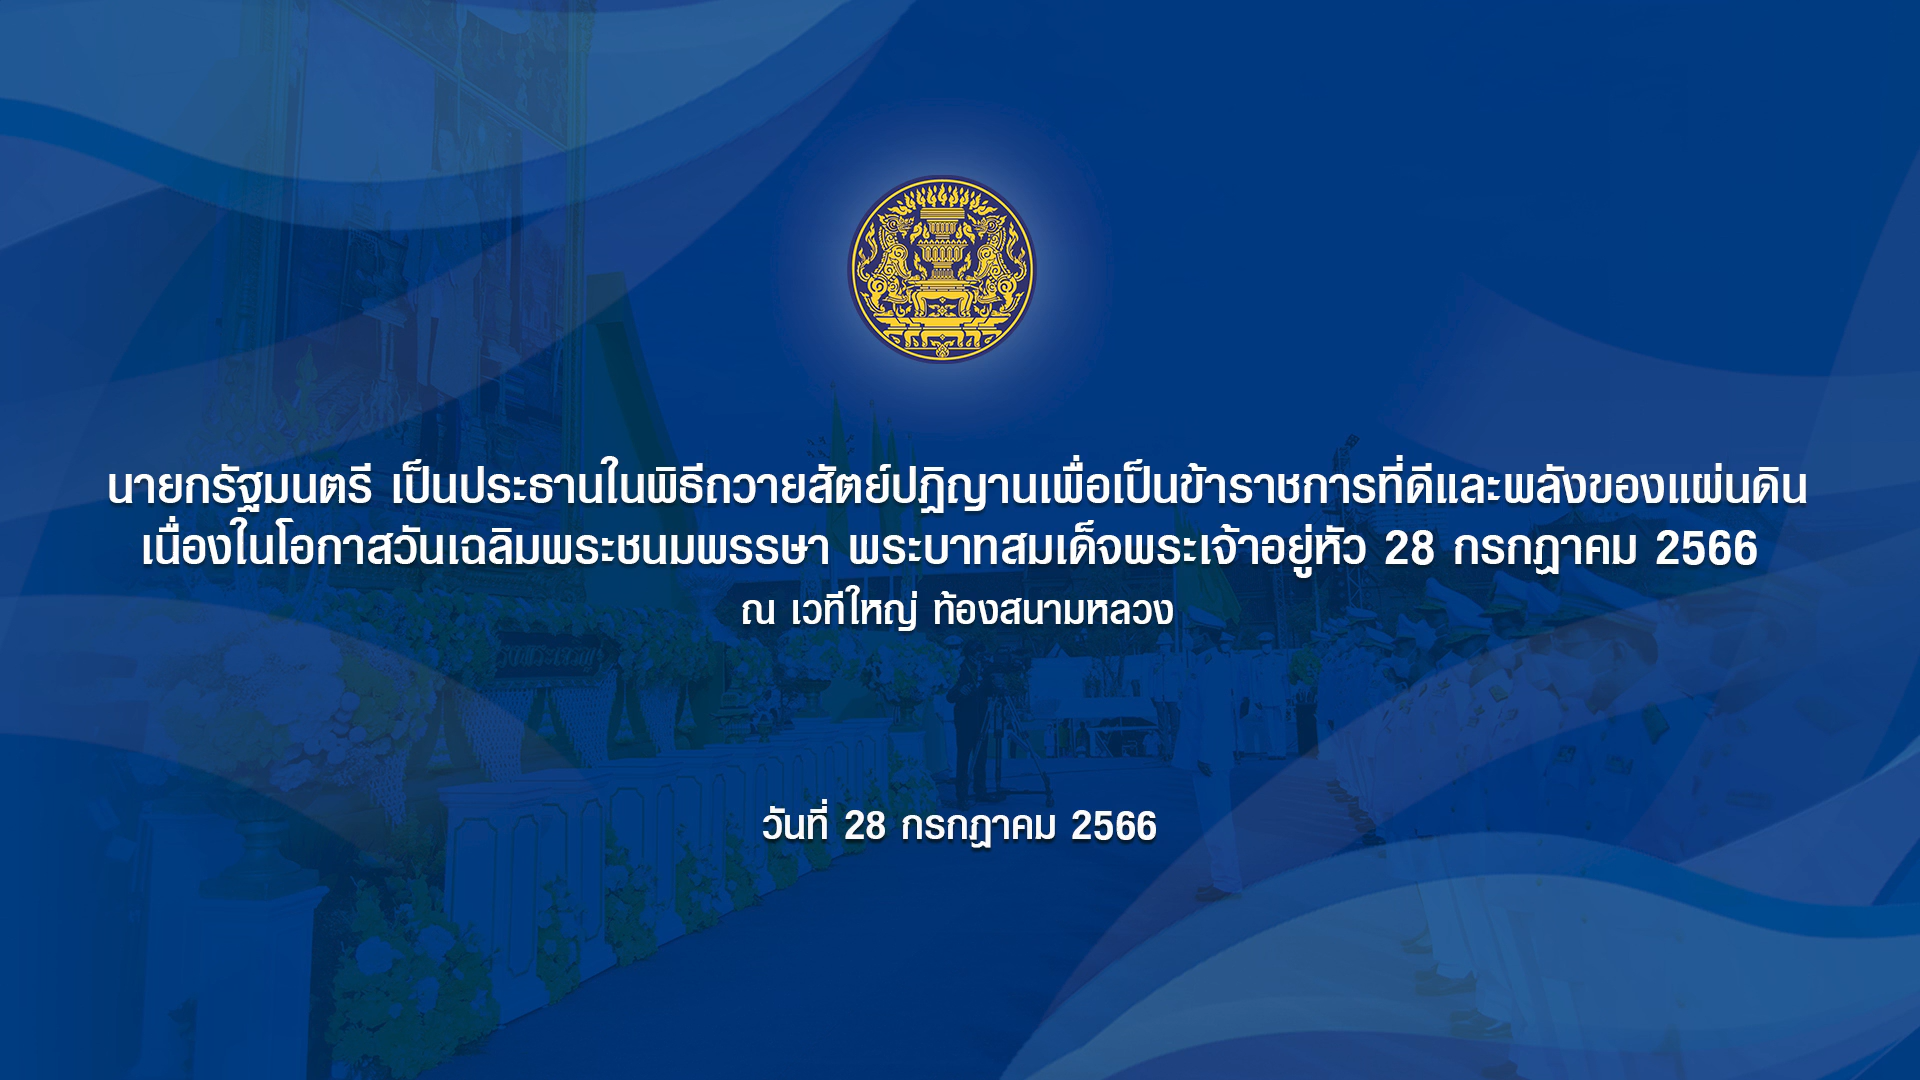 นายกรัฐมนตรี เป็นประธานในพิธีถวายสัตย์ปฏิญาณเพื่อเป็นข้าราชการที่ดีและพลังของแผ่นดิน
เนื่องในโอกาสวันเฉลิมพระชนมพรรษา พระบาทสมเด็จพระเจ้าอยู่หัว 28 กรกฎาคม 2566
ณ เวทีใหญ่ ท้องสนามหลวง
วันที่ 28 กรกฎาคม 2566